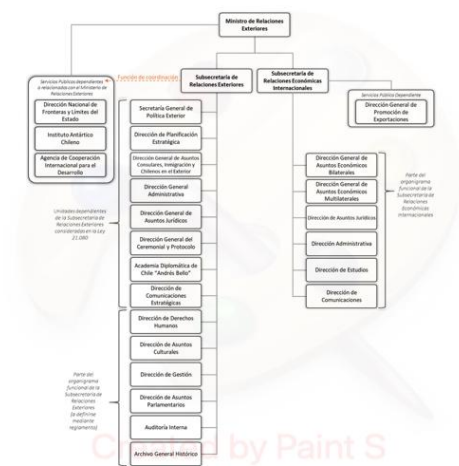 Ministro de Relaciones
Exteriores
Servicios Públicos dependientes
o relacionados con el Ministerio de
Relaciones Exteriores
Dirección Nacional de
Fronteras y Límites del
Estado
Instituto Antártico
Chileno
Agencia de Cooperación
Internacional para el
Desarrollo
Función de coordinación
Subsecretaría de
Relaciones Exteriores
Subsecretaría de
Relaciones Económicas
Internacionales
Servicio Público Dependiente
Dirección General de
Promoción de
Exportaciones
Unidades dependientes
de la Subsecretaría de
Relaciones Exteriores
consideradas en la Ley
21.080
Secretaría General de
Política Exterior
Dirección de Planificación
Estratégica
Dirección General de Asuntos
Consulares, Inmigración y
Chilenos en el Exterior
Dirección General
Administrativa
Dirección General de
Asuntos Jurídicos
Dirección General del
Ceremonial y Protocolo
Academia Diplomática de
Chile "Andrés Bello"
Dirección de
Comunicaciones
Estratégicas
Parte del
organigrama
funcional de la
Subsecretaría de
Relaciones
Exteriores
(a definirse
mediante
reglamento)
Dirección de Derechos
Humanos
Dirección de Asuntos
Culturales
Dirección de Gestión
Dirección de Asuntos
Parlamentarios
Auditoría Interna
Archivo General Histórico
Dirección General de
Asuntos Económicos
Bilaterales
Dirección General de
Asuntos Económicos
Multilaterales
Dirección de Asuntos Jurídicos
Dirección Administrativa
Dirección de Estudios
Dirección de
Comunicaciones
Parte del
organigrama
funcional de la
Subsecretaría de
Relaciones
Económicas
Internacionales
Created by Paint S